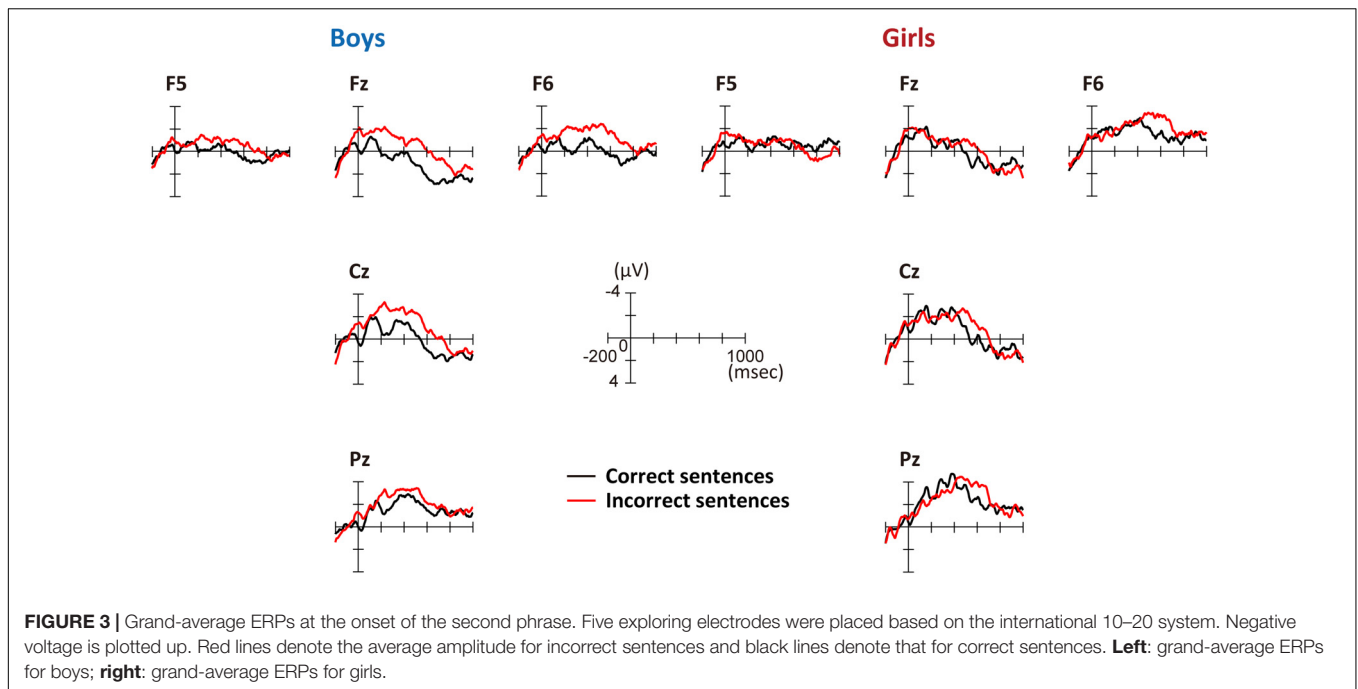 Boys
Girls
F5
Fz
F6
F5
Fz
F6
Cz
(µV)
-4
0
-200
1000
(msec)
4
Cz
Pz
Correct sentences
Incorrect sentences
Pz
FIGURE 3 | Grand-average ERPs at the onset of the second phrase. Five exploring electrodes were placed based on the international 10–20 system. Negative
voltage is plotted up. Red lines denote the average amplitude for incorrect sentences and black lines denote that for correct sentences. Left: grand-average ERPs
for boys; right: grand-average ERPs for girls.